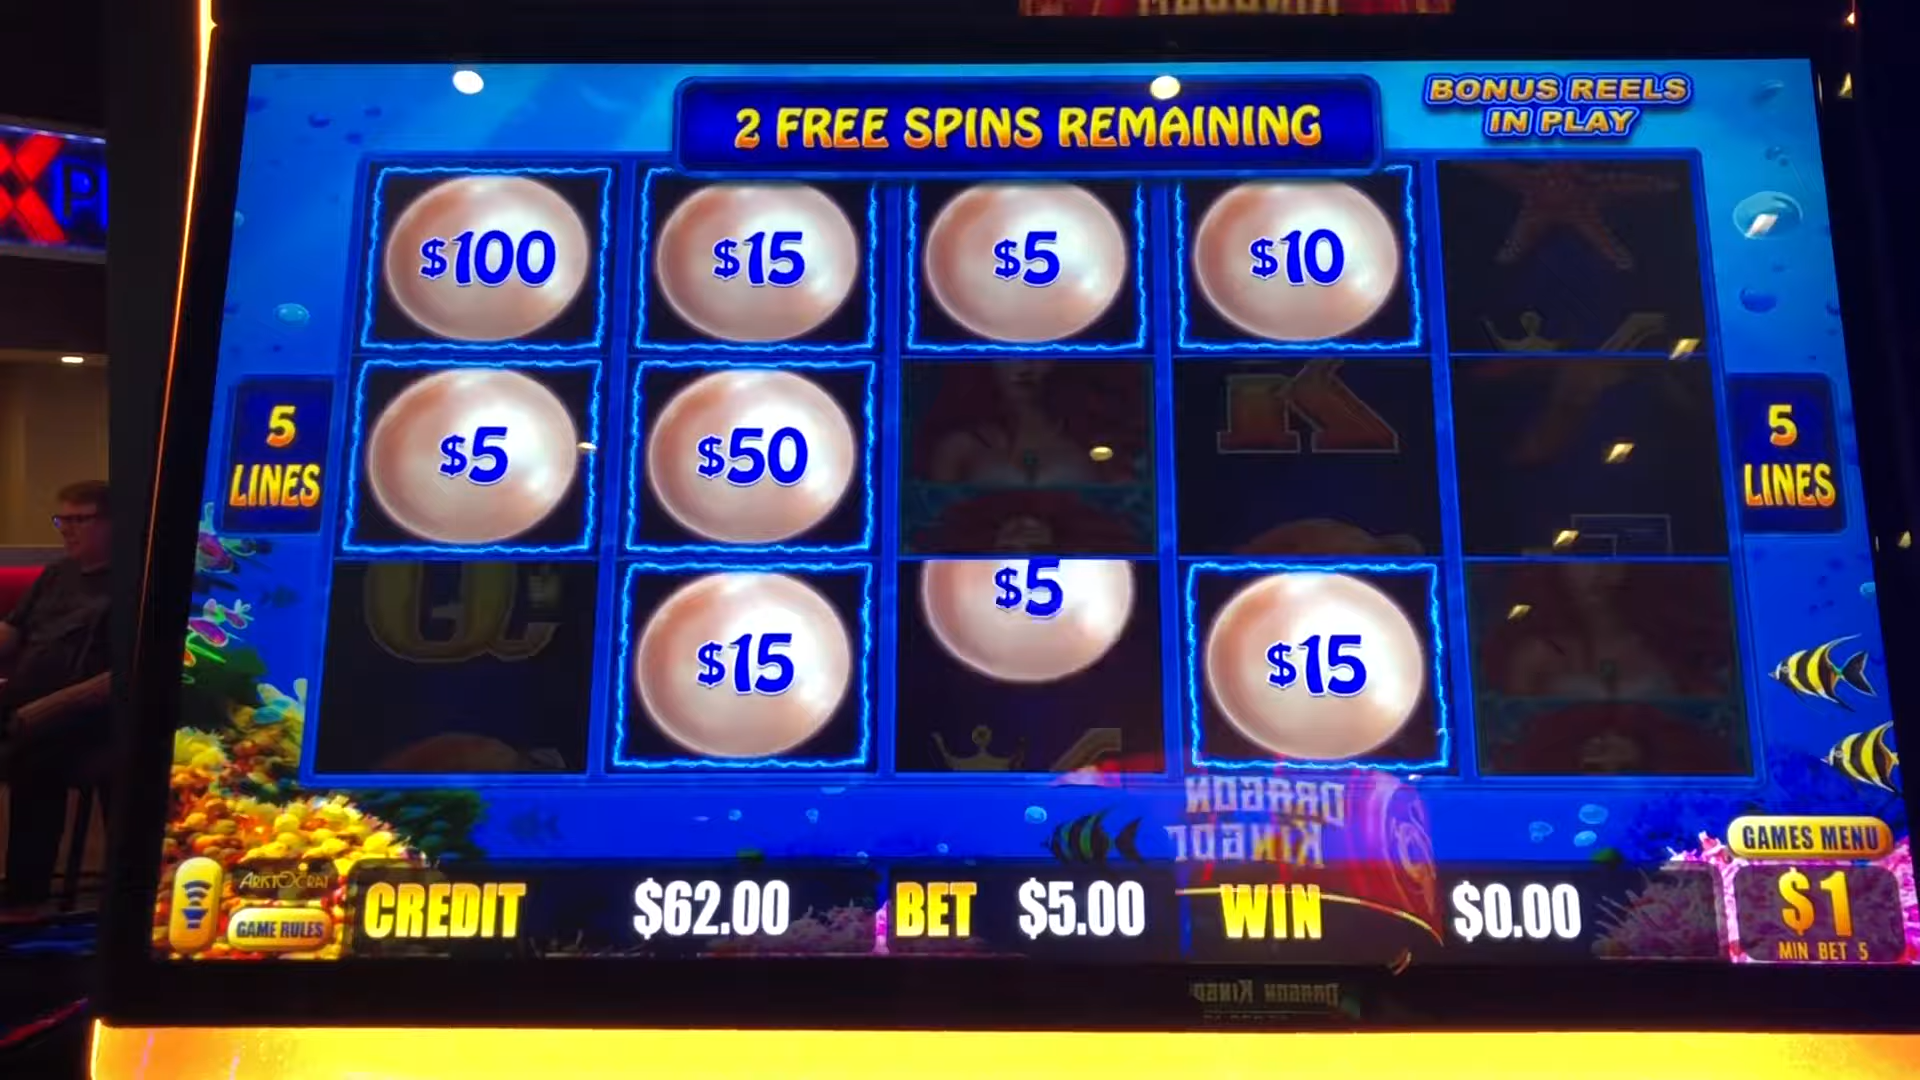 2 FREE SPINS REMAINING
BONUS REELS
IN PLAY
$100
$15
$5
$10
5
LINES
$5
$50
K
5
LINES
Q
$15
$5
$15
DRAGON
GAMES MENU
ARISTOCRAT
GAME RULES
CREDIT
$62.00
BET
$5.00
WIN
$0.00
$1
MIN BET 5